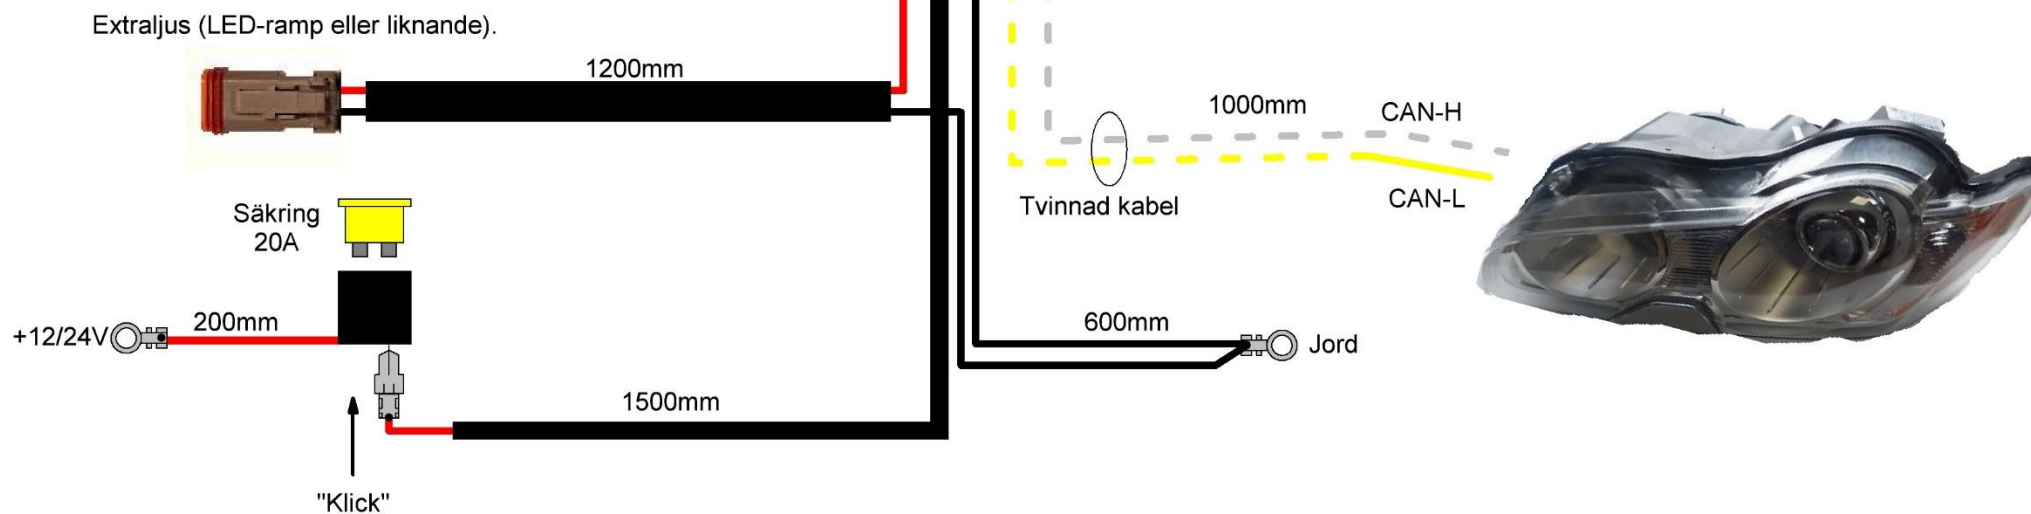 Extraljus (LED-ramp eller liknande).
1200mm
1000mm
CAN-H
CAN-L
Tvinnad kabel
Säkring
20A
+12/24V
200mm
600mm
Jord
1500mm
"Klick"